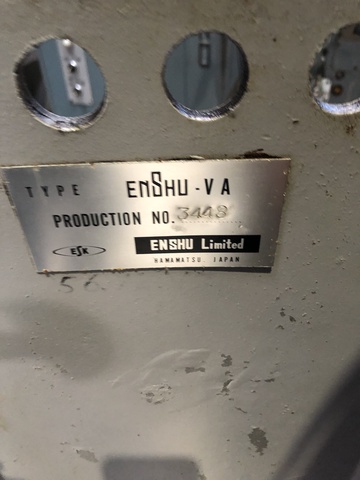 TYPE ENSHU-VA
PRODUCTION NO. 3443
ESK ENSHU Limited
HAMAMATSU JAPAN